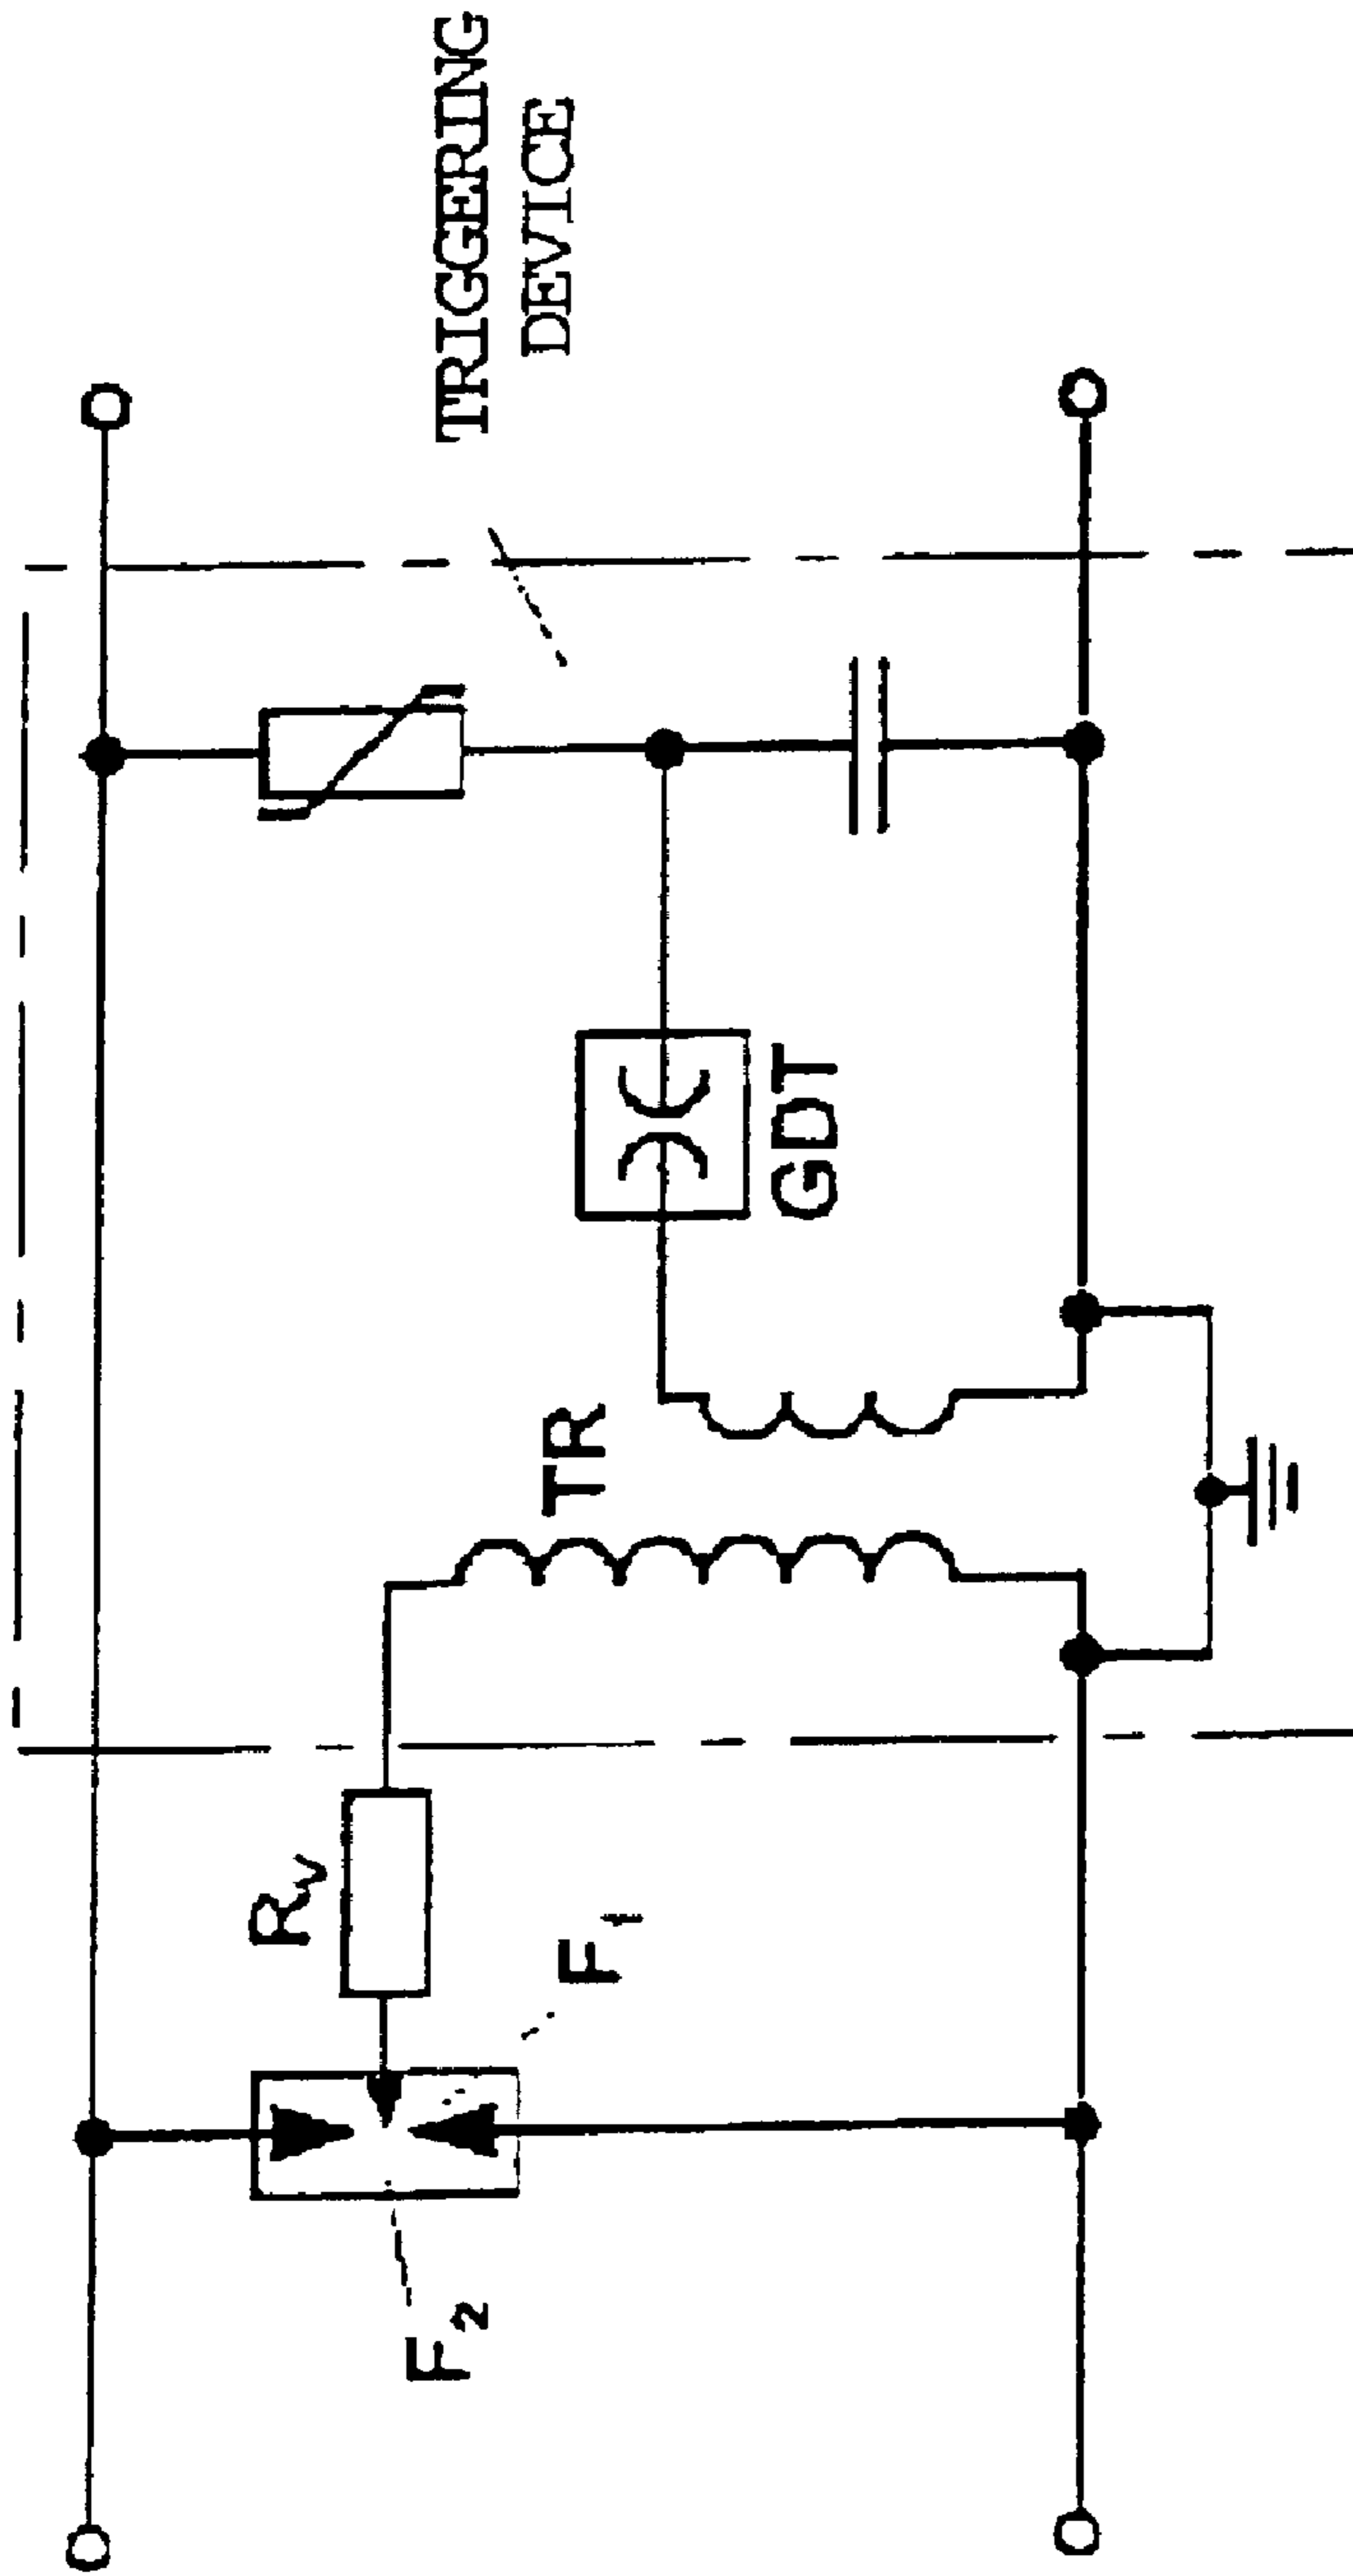 TRIGGERING
DEVICE
GDT
TR
Rv
F1
F2